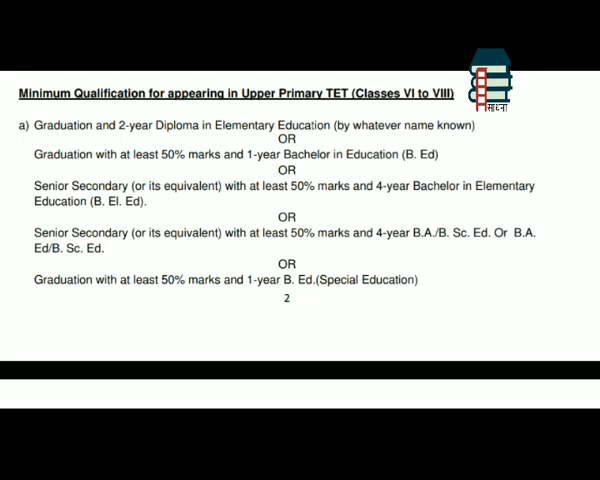 साधना
Minimum Qualification for appearing in Upper Primary TET (Classes VI to VIII)
a) Graduation and 2-year Diploma in Elementary Education (by whatever name known)
OR
Graduation with at least 50% marks and 1-year Bachelor in Education (B. Ed)
OR
Senior Secondary (or its equivalent) with at least 50% marks and 4-year Bachelor in Elementary
Education (B. El. Ed).
OR
Senior Secondary (or its equivalent) with at least 50% marks and 4-year B.A./B. Sc. Ed. Or B.A.
Ed/B. Sc. Ed.
OR
Graduation with at least 50% marks and 1-year B. Ed.(Special Education)
2